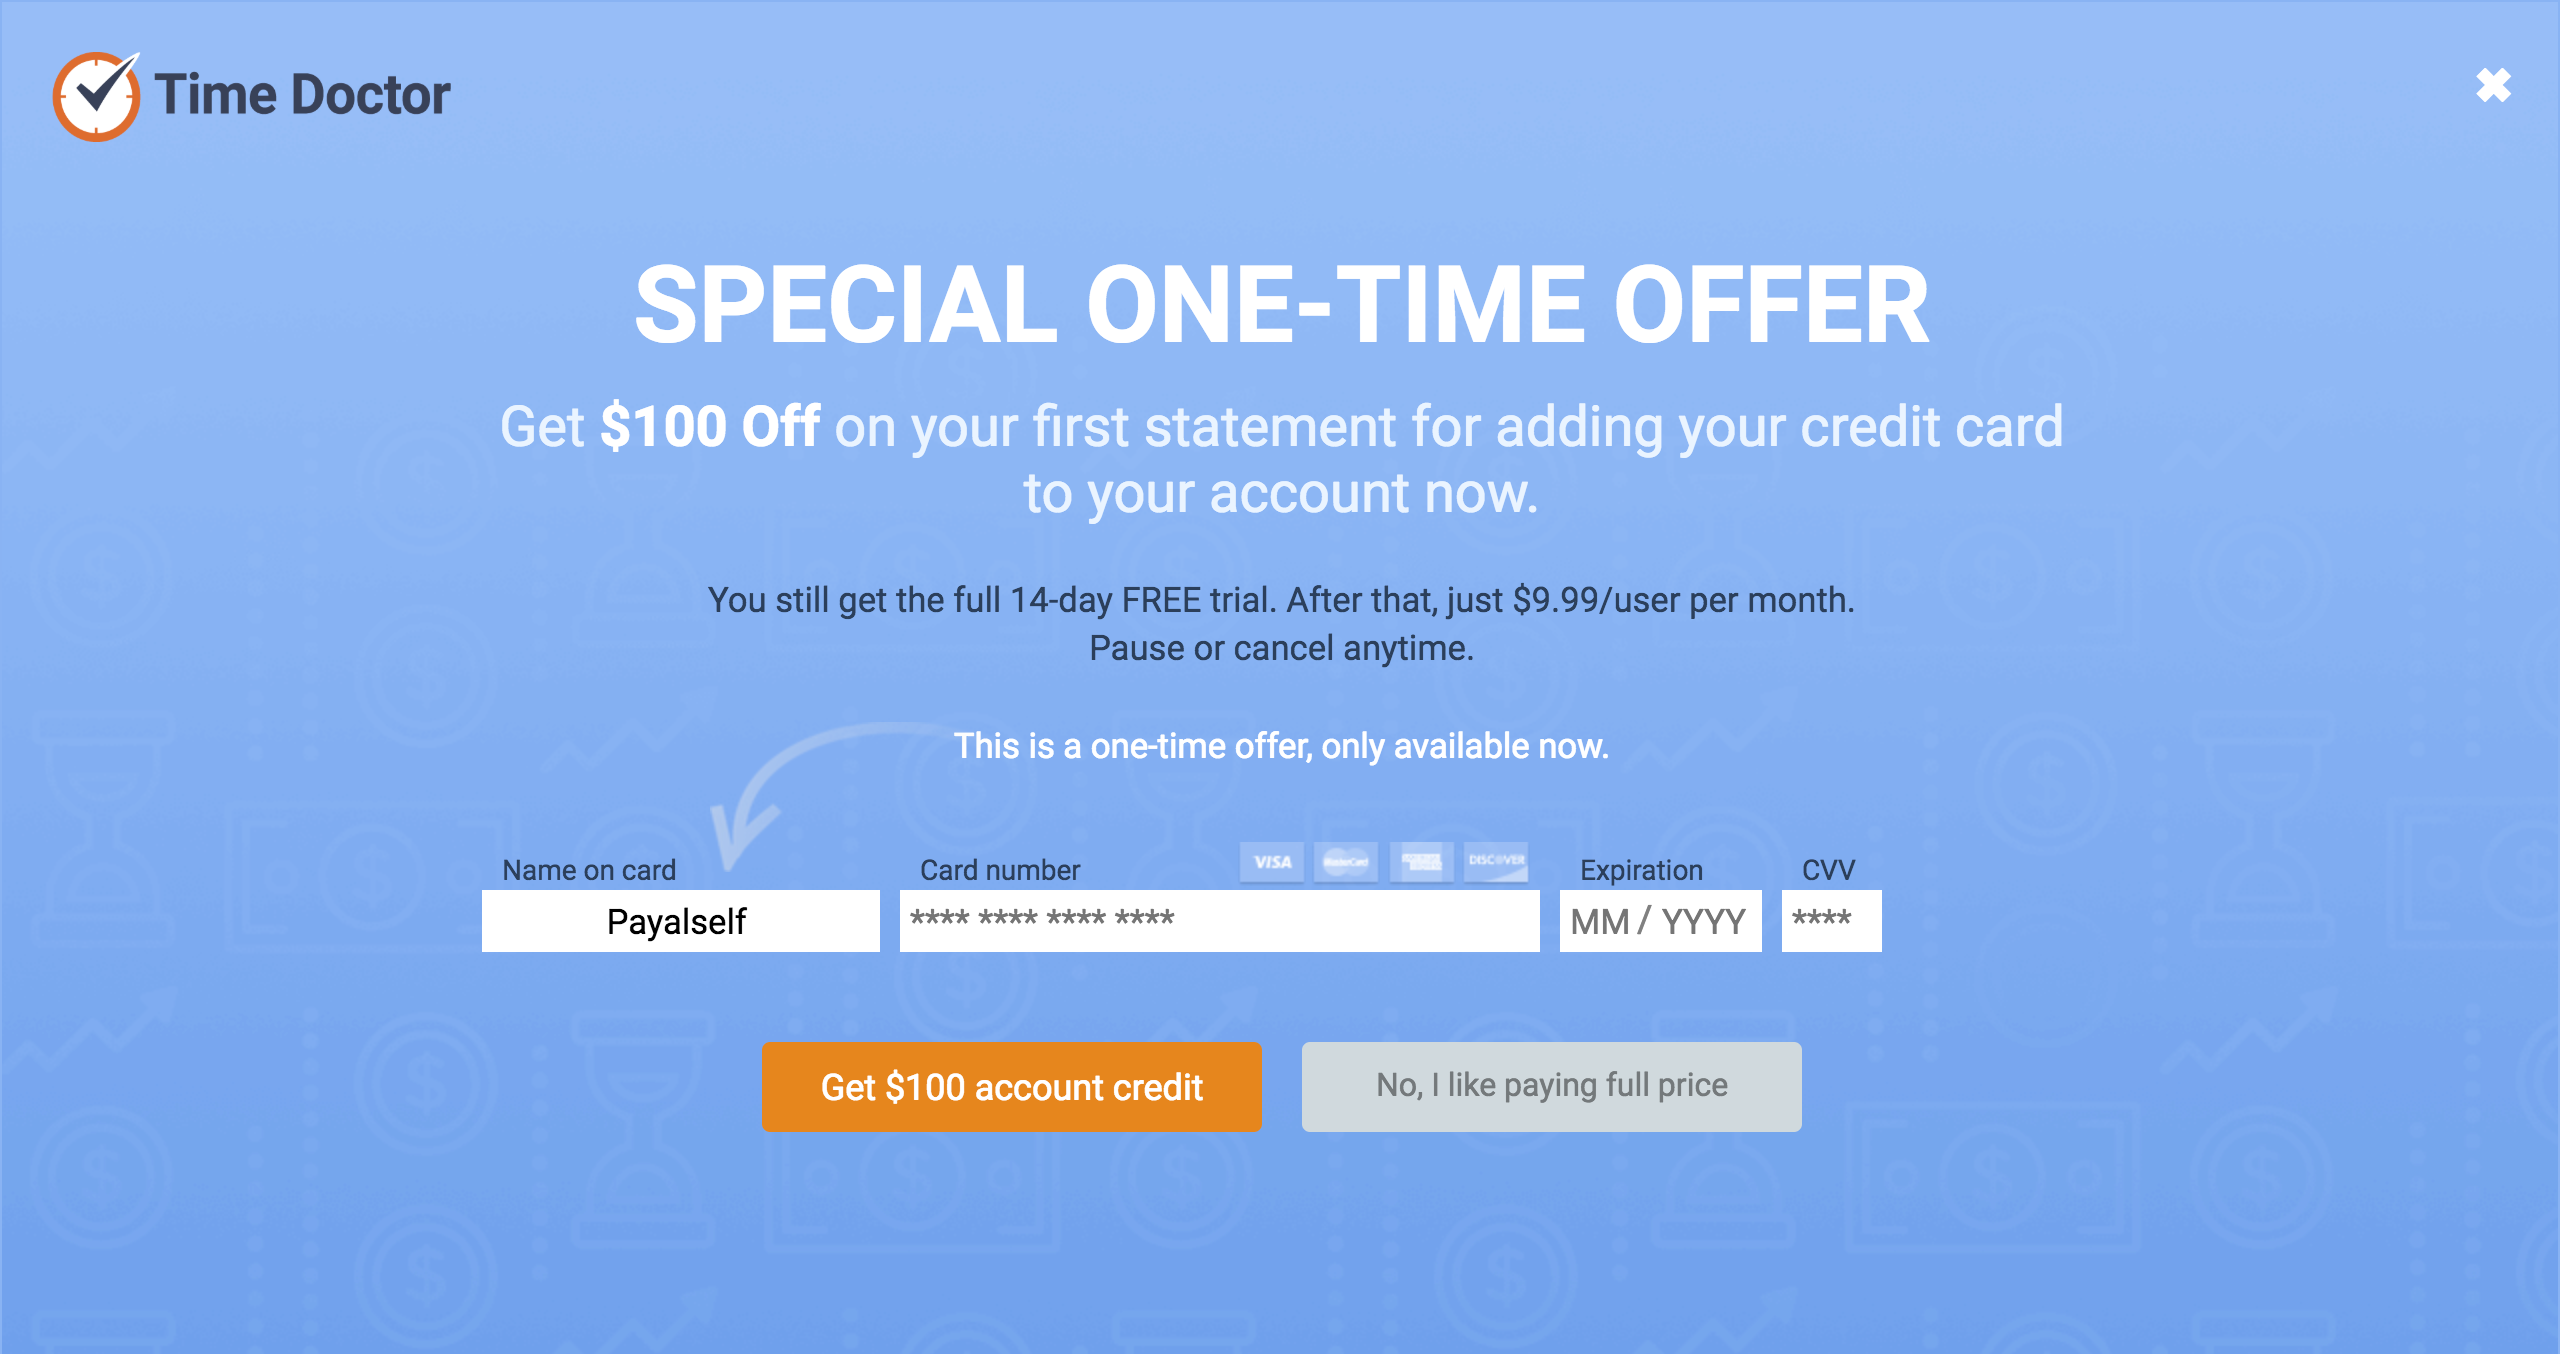 Time Doctor
SPECIAL ONE-TIME OFFER
Get $100 Off on your first statement for adding your credit card
to your account now.
You still get the full 14-day FREE trial. After that, just $9.99/user per month.
Pause or cancel anytime.
This is a one-time offer, only available now.
Name on card
Card number
VISA
MasterCard
DISCOVER
Expiration
CVV
Payalself
**** **** **** ****
MM / YYYY
****
Get $100 account credit
No, I like paying full price